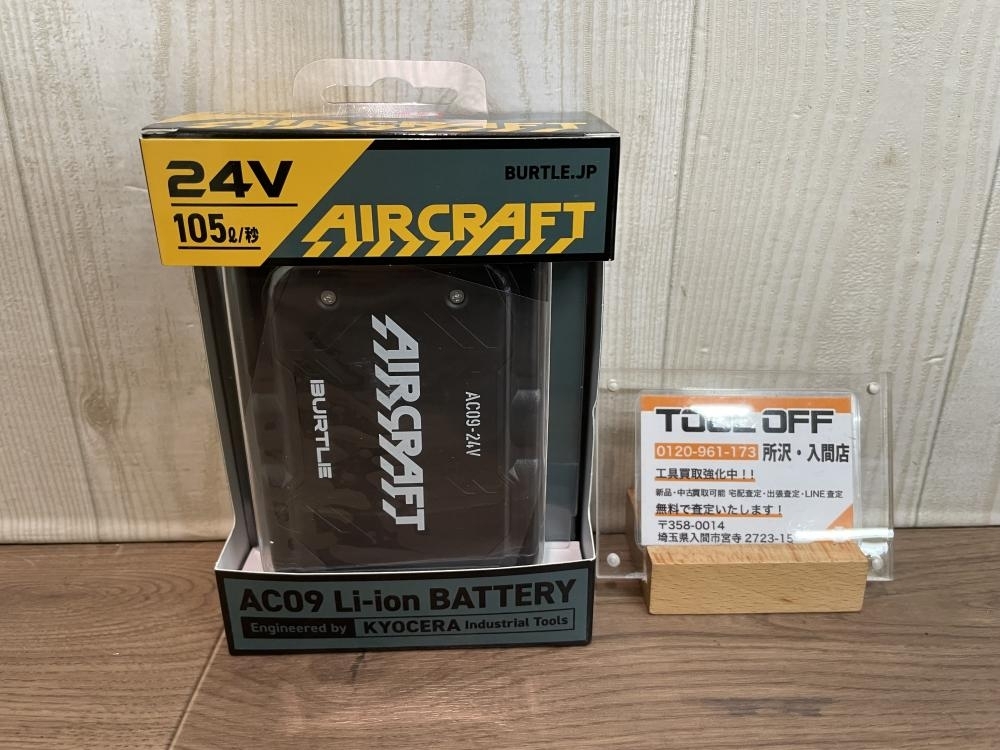 AIRCRAFT
24V
105ℓ/秒
BURTLE.JP
AIRCRAFT
AIRCRAFT
BURTLE
AC09-24V
AC09 Li-ion BATTERY
Engineered by KYOCERA Industrial Tools
TOOL OFF
0120-961-173 所沢・入間店
工具買取強化中！！
新品・中古買取可能 宅配査定・出張査定・LINE査定
無料で査定いたします！
〒358-0014
埼玉県入間市宮寺 2723-15